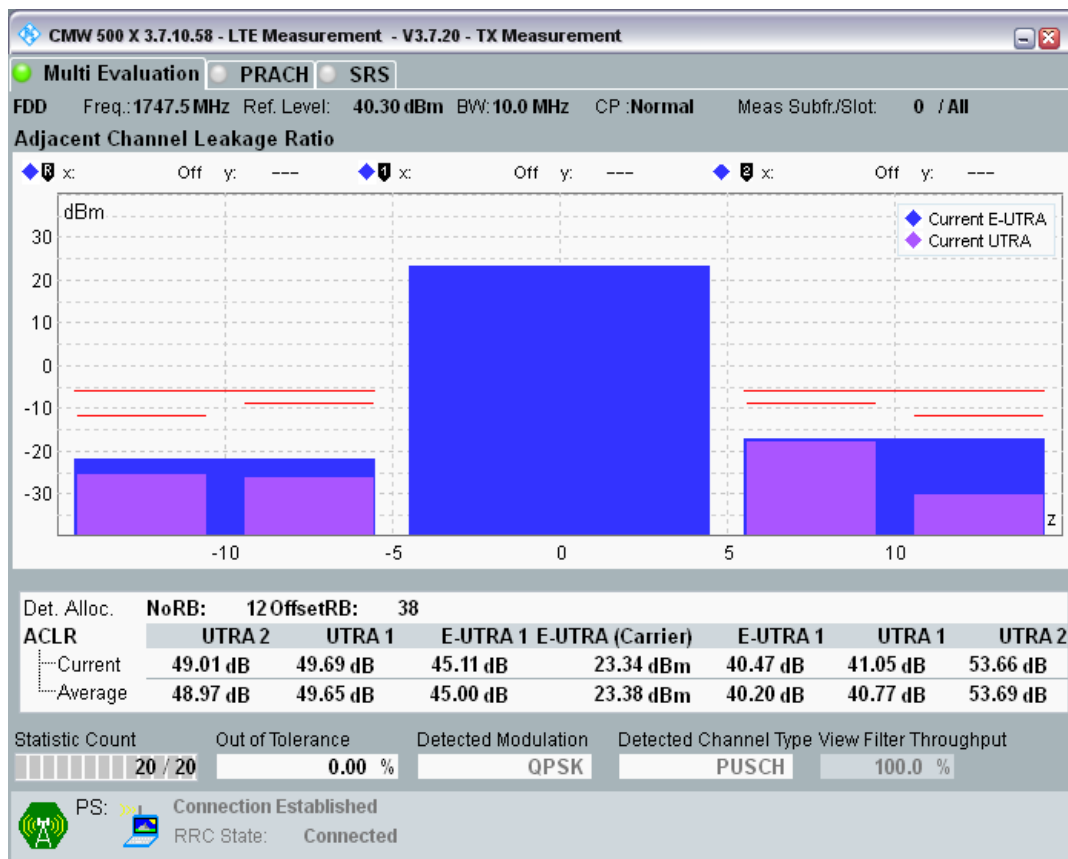 CMW 500 X 3.7.10.58 - LTE Measurement - V3.7.20 - TX Measurement
Multi Evaluation PRACH SRS
FDD Freq.:1747.5 MHz Ref. Level: 40.30 dBm BW:10.0 MHz CP :Normal Meas Subfr./Slot: 0 / All
Adjacent Channel Leakage Ratio
R x: Off y: --- 1 x: Off y: --- 2 x: Off y: ---
dBm
Current E-UTRA
Current UTRA
30
20
10
0
-10
-20
-30
z
-10 -5 0 5 10
Det. Alloc. NoRB: 12 OffsetRB: 38
ACLR UTRA 2 UTRA 1 E-UTRA 1 E-UTRA (Carrier) E-UTRA 1 UTRA 1 UTRA 2
Current 49.01 dB 49.69 dB 45.11 dB 23.34 dBm 40.47 dB 41.05 dB 53.66 dB
Average 48.97 dB 49.65 dB 45.00 dB 23.38 dBm 40.20 dB 40.77 dB 53.69 dB
Statistic Count Out of Tolerance Detected Modulation Detected Channel Type View Filter Throughput
20 / 20 0.00 % QPSK PUSCH 100.0 %
PS: Connection Established
RRC State: Connected